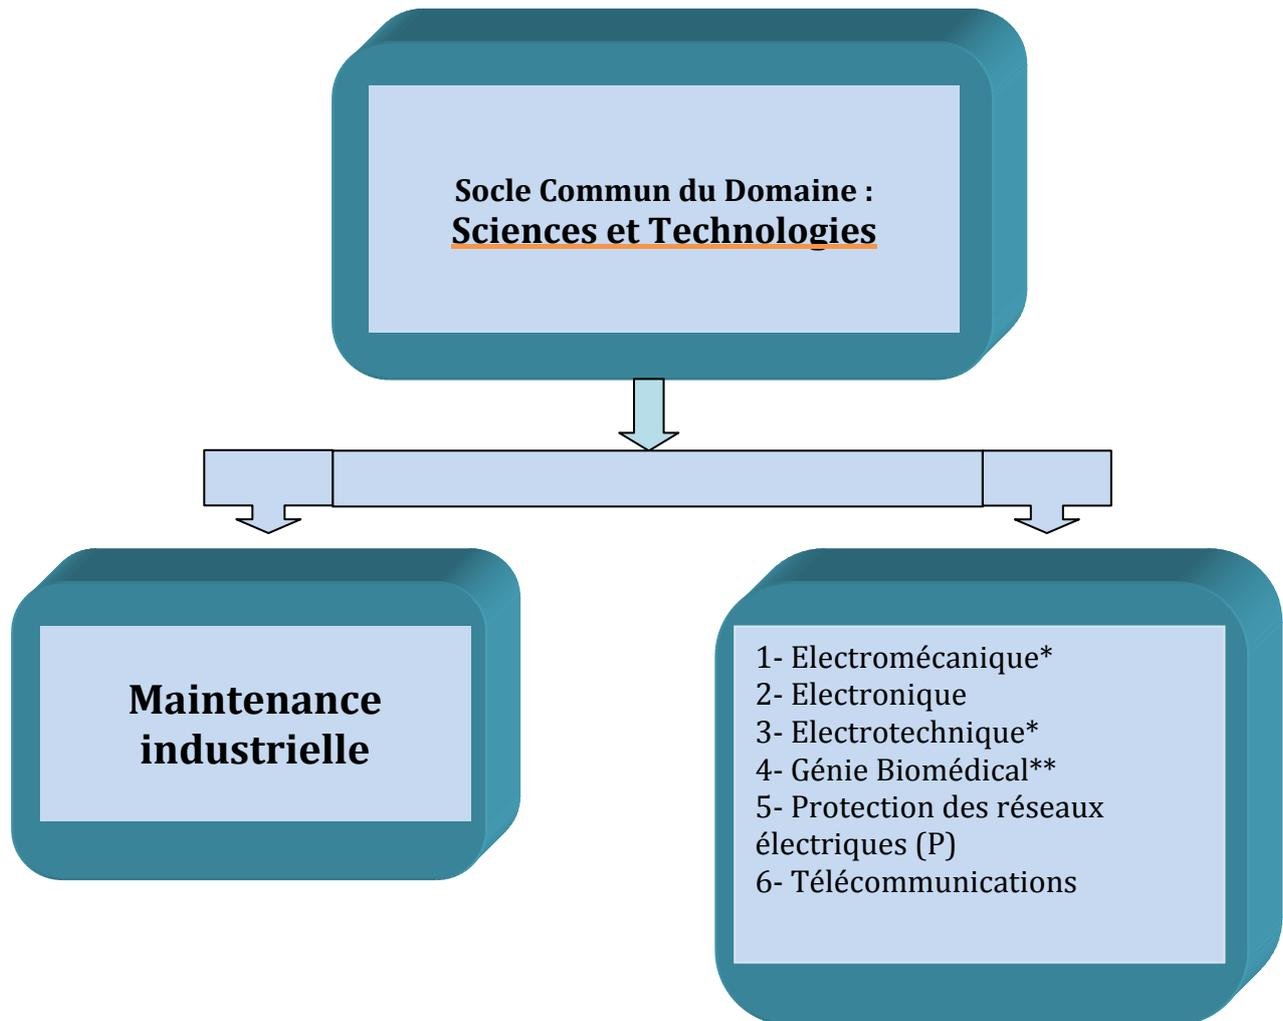 Socle Commun du Domaine :
Sciences et Technologies
Maintenance
industrielle
1- Electromécanique*
2- Electronique
3- Electrotechnique*
4- Génie Biomédical**
5- Protection des réseaux
électriques (P)
6- Télécommunications